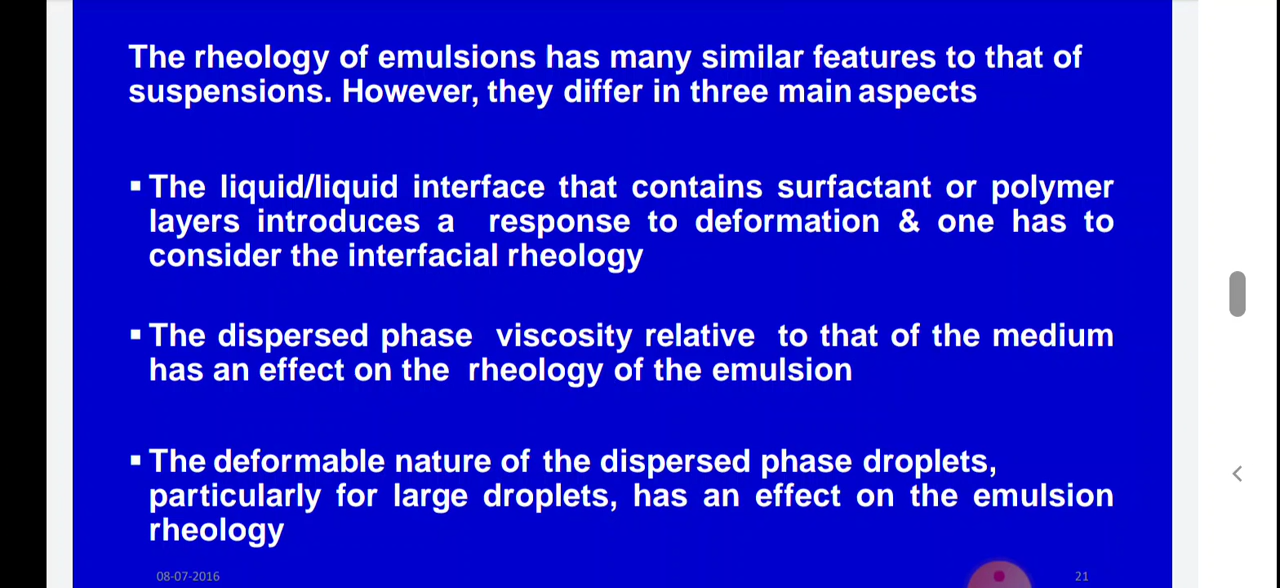 The rheology of emulsions has many similar features to that of
suspensions. However, they differ in three main aspects
▪ The liquid/liquid interface that contains surfactant or polymer
layers introduces a response to deformation & one has to
consider the interfacial rheology
▪ The dispersed phase viscosity relative to that of the medium
has an effect on the rheology of the emulsion
▪ The deformable nature of the dispersed phase droplets,
particularly for large droplets, has an effect on the emulsion
rheology
08-07-2016
21